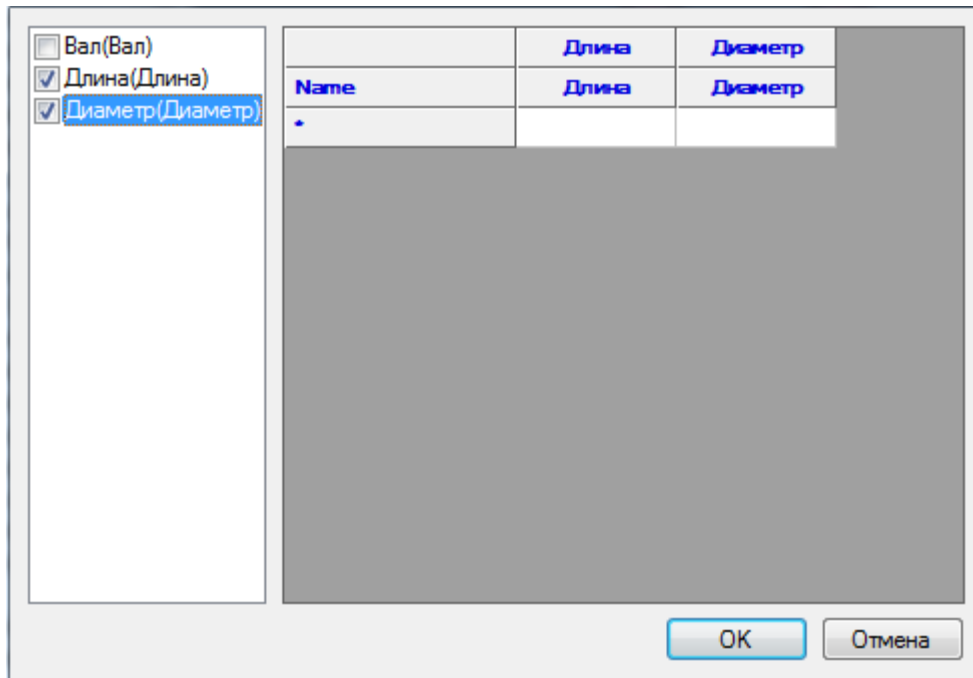 Вал(Вал)
Длина(Длина)
Диаметр(Диаметр)
Длина Диаметр
Name Длина Диаметр
*
OK Отмена